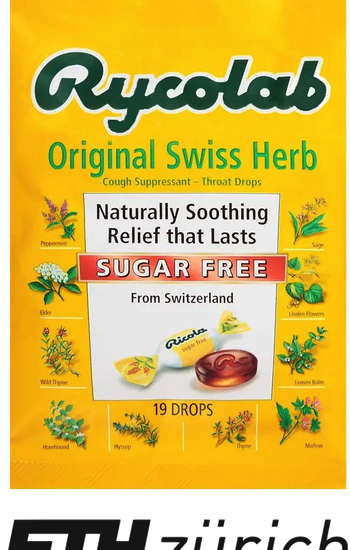 Rycolab
Original Swiss Herb
Cough Suppressant – Throat Drops
Naturally Soothing
Relief that Lasts
SUGAR FREE
From Switzerland
Peppermint
Sage
Elder
Linden Flowers
Ricola
sugar free
Wild Thyme
Lemon Balm
19 DROPS
Horehound
Hyssop
Thyme
Mallow
ETH zürich